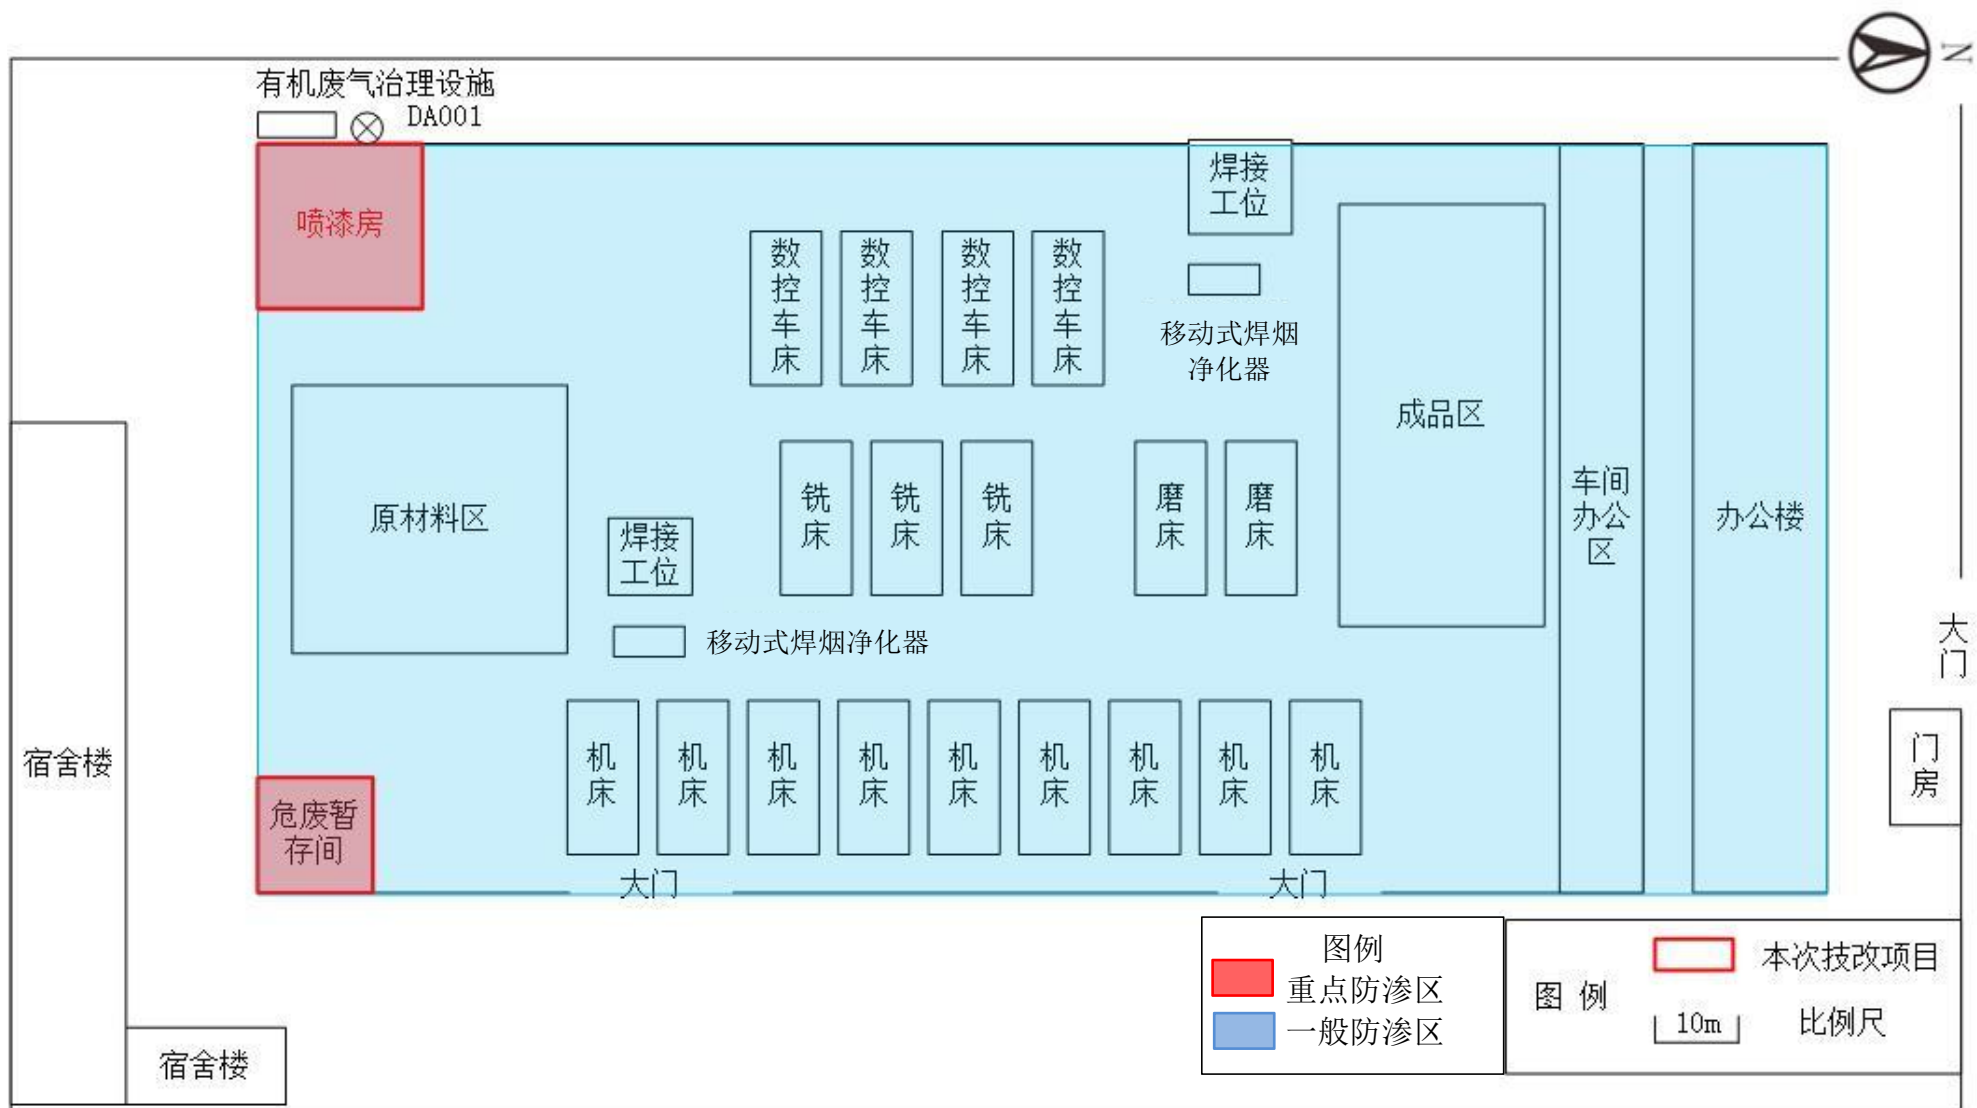 N
有机废气治理设施
DA001
喷漆房
焊接
工位
数控车床
数控车床
数控车床
数控车床
移动式焊烟
净化器
成品区
原材料区
焊接
工位
铣床
铣床
铣床
磨床
磨床
车间
办公
区
办公楼
移动式焊烟净化器
大门
机床
机床
机床
机床
机床
机床
机床
机床
机床
门房
宿舍楼
危废暂
存间
大门
大门
图例
重点防渗区
一般防渗区
图 例
本次技改项目
10m
比例尺
宿舍楼